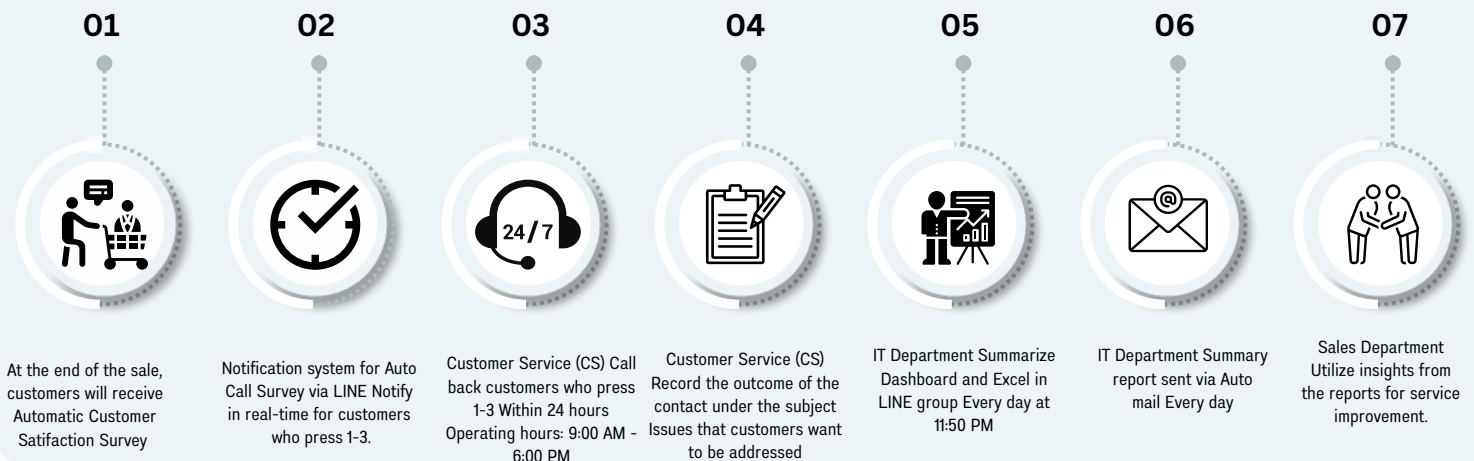 01
02
03
04
05
06
07
24/7
@
At the end of the sale,
customers will receive
Automatic Customer
Satifaction Survey
Notification system for Auto
Call Survey via LINE Notify
in real-time for customers
who press 1-3.
Customer Service (CS) Call
back customers who press
1-3 Within 24 hours
Operating hours: 9:00 AM -
6:00 PM
Customer Service (CS)
Record the outcome of the
contact under the subject
Issues that customers want
to be addressed
IT Department Summarize
Dashboard and Excel in
LINE group Every day at
11:50 PM
IT Department Summary
report sent via Auto
mail Every day
Sales Department
Utilize insights from
the reports for service
improvement.